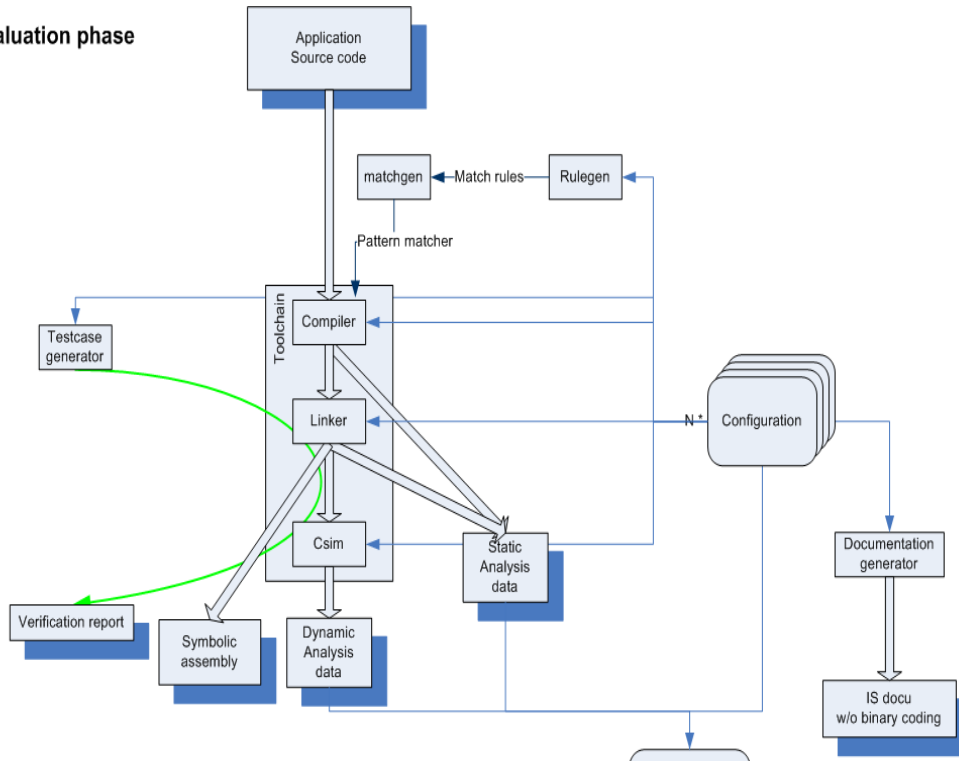 aluation phase
Application
Source code
matchgen
Match rules
Rulegen
Pattern matcher
Toolchain
Compiler
Testcase
generator
Linker
N *
Configuration
Csim
Static
Analysis
data
Documentation
generator
Verification report
Symbolic
assembly
Dynamic
Analysis
data
IS docu
w/o binary coding